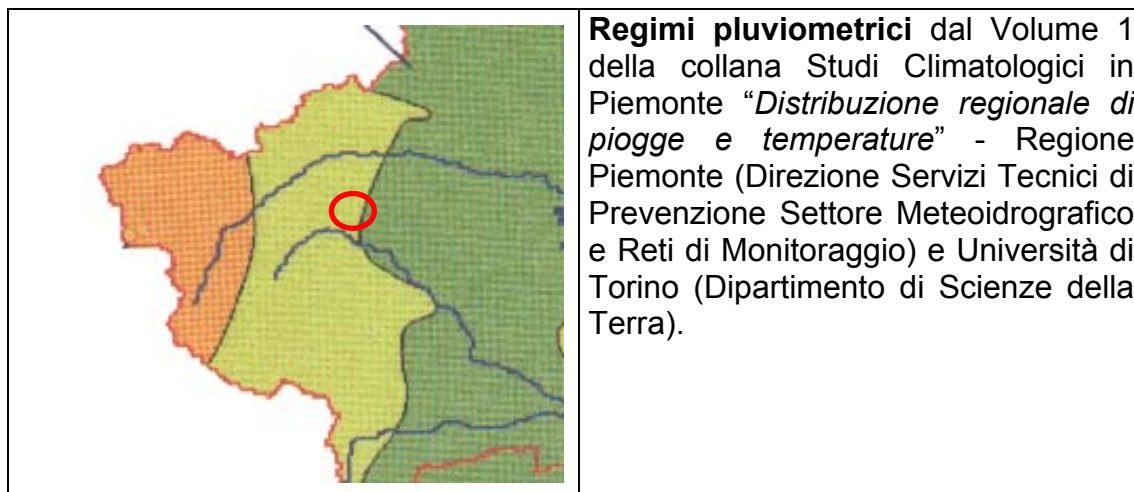 Regimi pluviometrici dal Volume 1
della collana Studi Climatologici in
Piemonte “Distribuzione regionale di
piogge e temperature” - Regione
Piemonte (Direzione Servizi Tecnici di
Prevenzione Settore Meteoidrografico
e Reti di Monitoraggio) e Università di
Torino (Dipartimento di Scienze della
Terra).